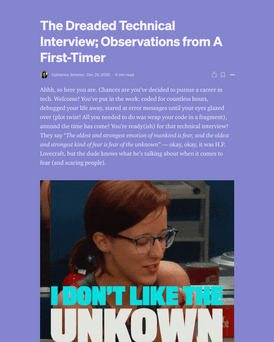 The Dreaded Technical
Interview; Observations from A
First-Timer
Dec 29, 2020 · 4 min read
Ahhh, so here you are. Chances are you've decided to pursue a career in
tech. Welcome! You've put in the work: coded for countless hours,
debugged your life away, stared at error messages until your eyes glazed
over (plot twist! All you needed to do was wrap your code in a fragment),
annnnd the time has come! You're ready(ish) for that technical interview!
They say "The oldest and strongest emotion of mankind is fear, and the oldest
and strongest kind of fear is fear of the unknown" — okay, okay, it was H.P.
Lovecraft, but the dude knows what he's talking about when it comes to
fear (and scaring people).
I DON'T LIKE THE
UNKOWN